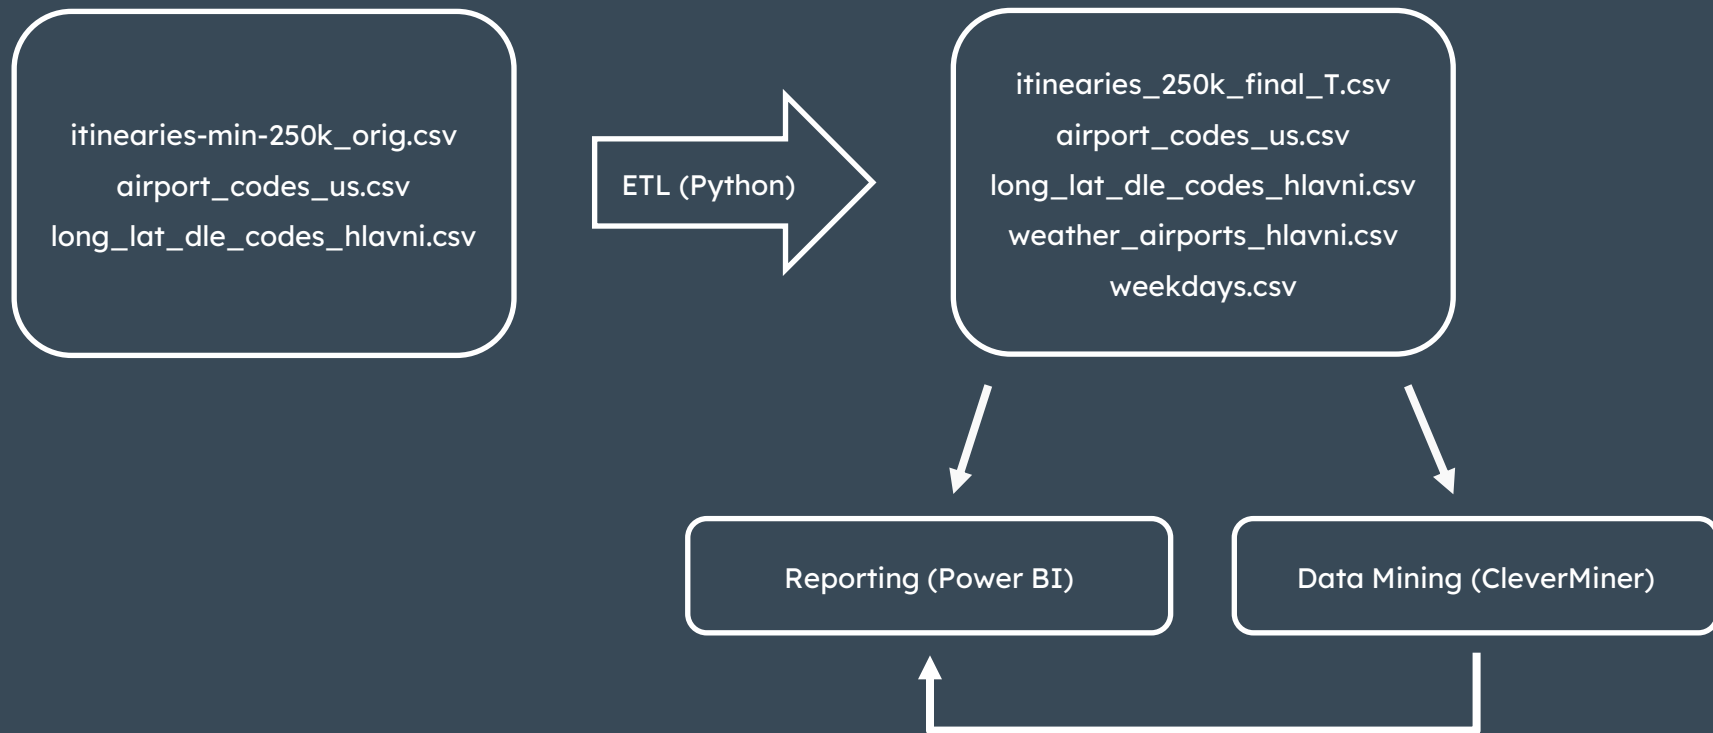 itinearies-min-250k_orig.csv
airport_codes_us.csv
long_lat_dle_codes_hlavni.csv
ETL (Python)
itinearies_250k_final_T.csv
airport_codes_us.csv
long_lat_dle_codes_hlavni.csv
weather_airports_hlavni.csv
weekdays.csv
Reporting (Power BI)
Data Mining (CleverMiner)